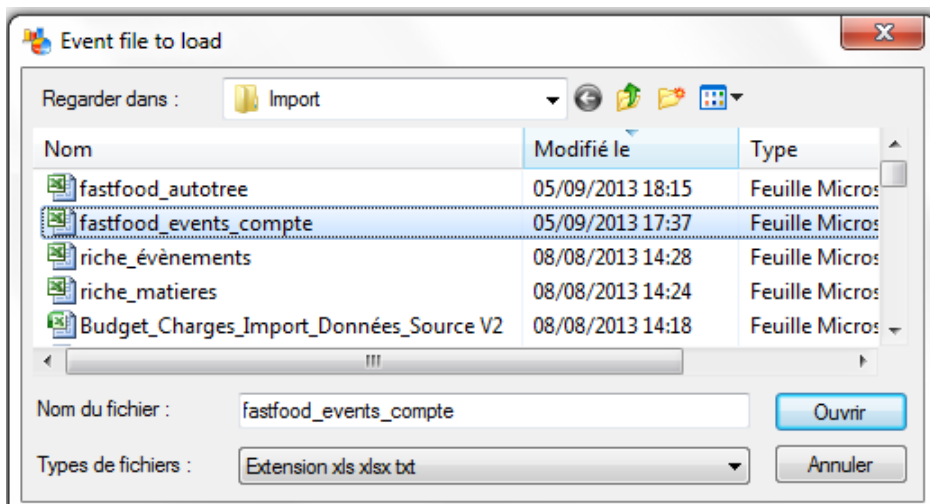 Event file to load
Regarder dans : Import
Nom Modifié le Type
fastfood_autotree 05/09/2013 18:15 Feuille Micros
fastfood_events_compte 05/09/2013 17:37 Feuille Micros
riche_évènements 08/08/2013 14:28 Feuille Micros
riche_matieres 08/08/2013 14:24 Feuille Micros
Budget_Charges_Import_Données_Source V2 08/08/2013 14:18 Feuille Micros
Nom du fichier : fastfood_events_compte Ouvrir
Types de fichiers : Extension xls xlsx txt Annuler